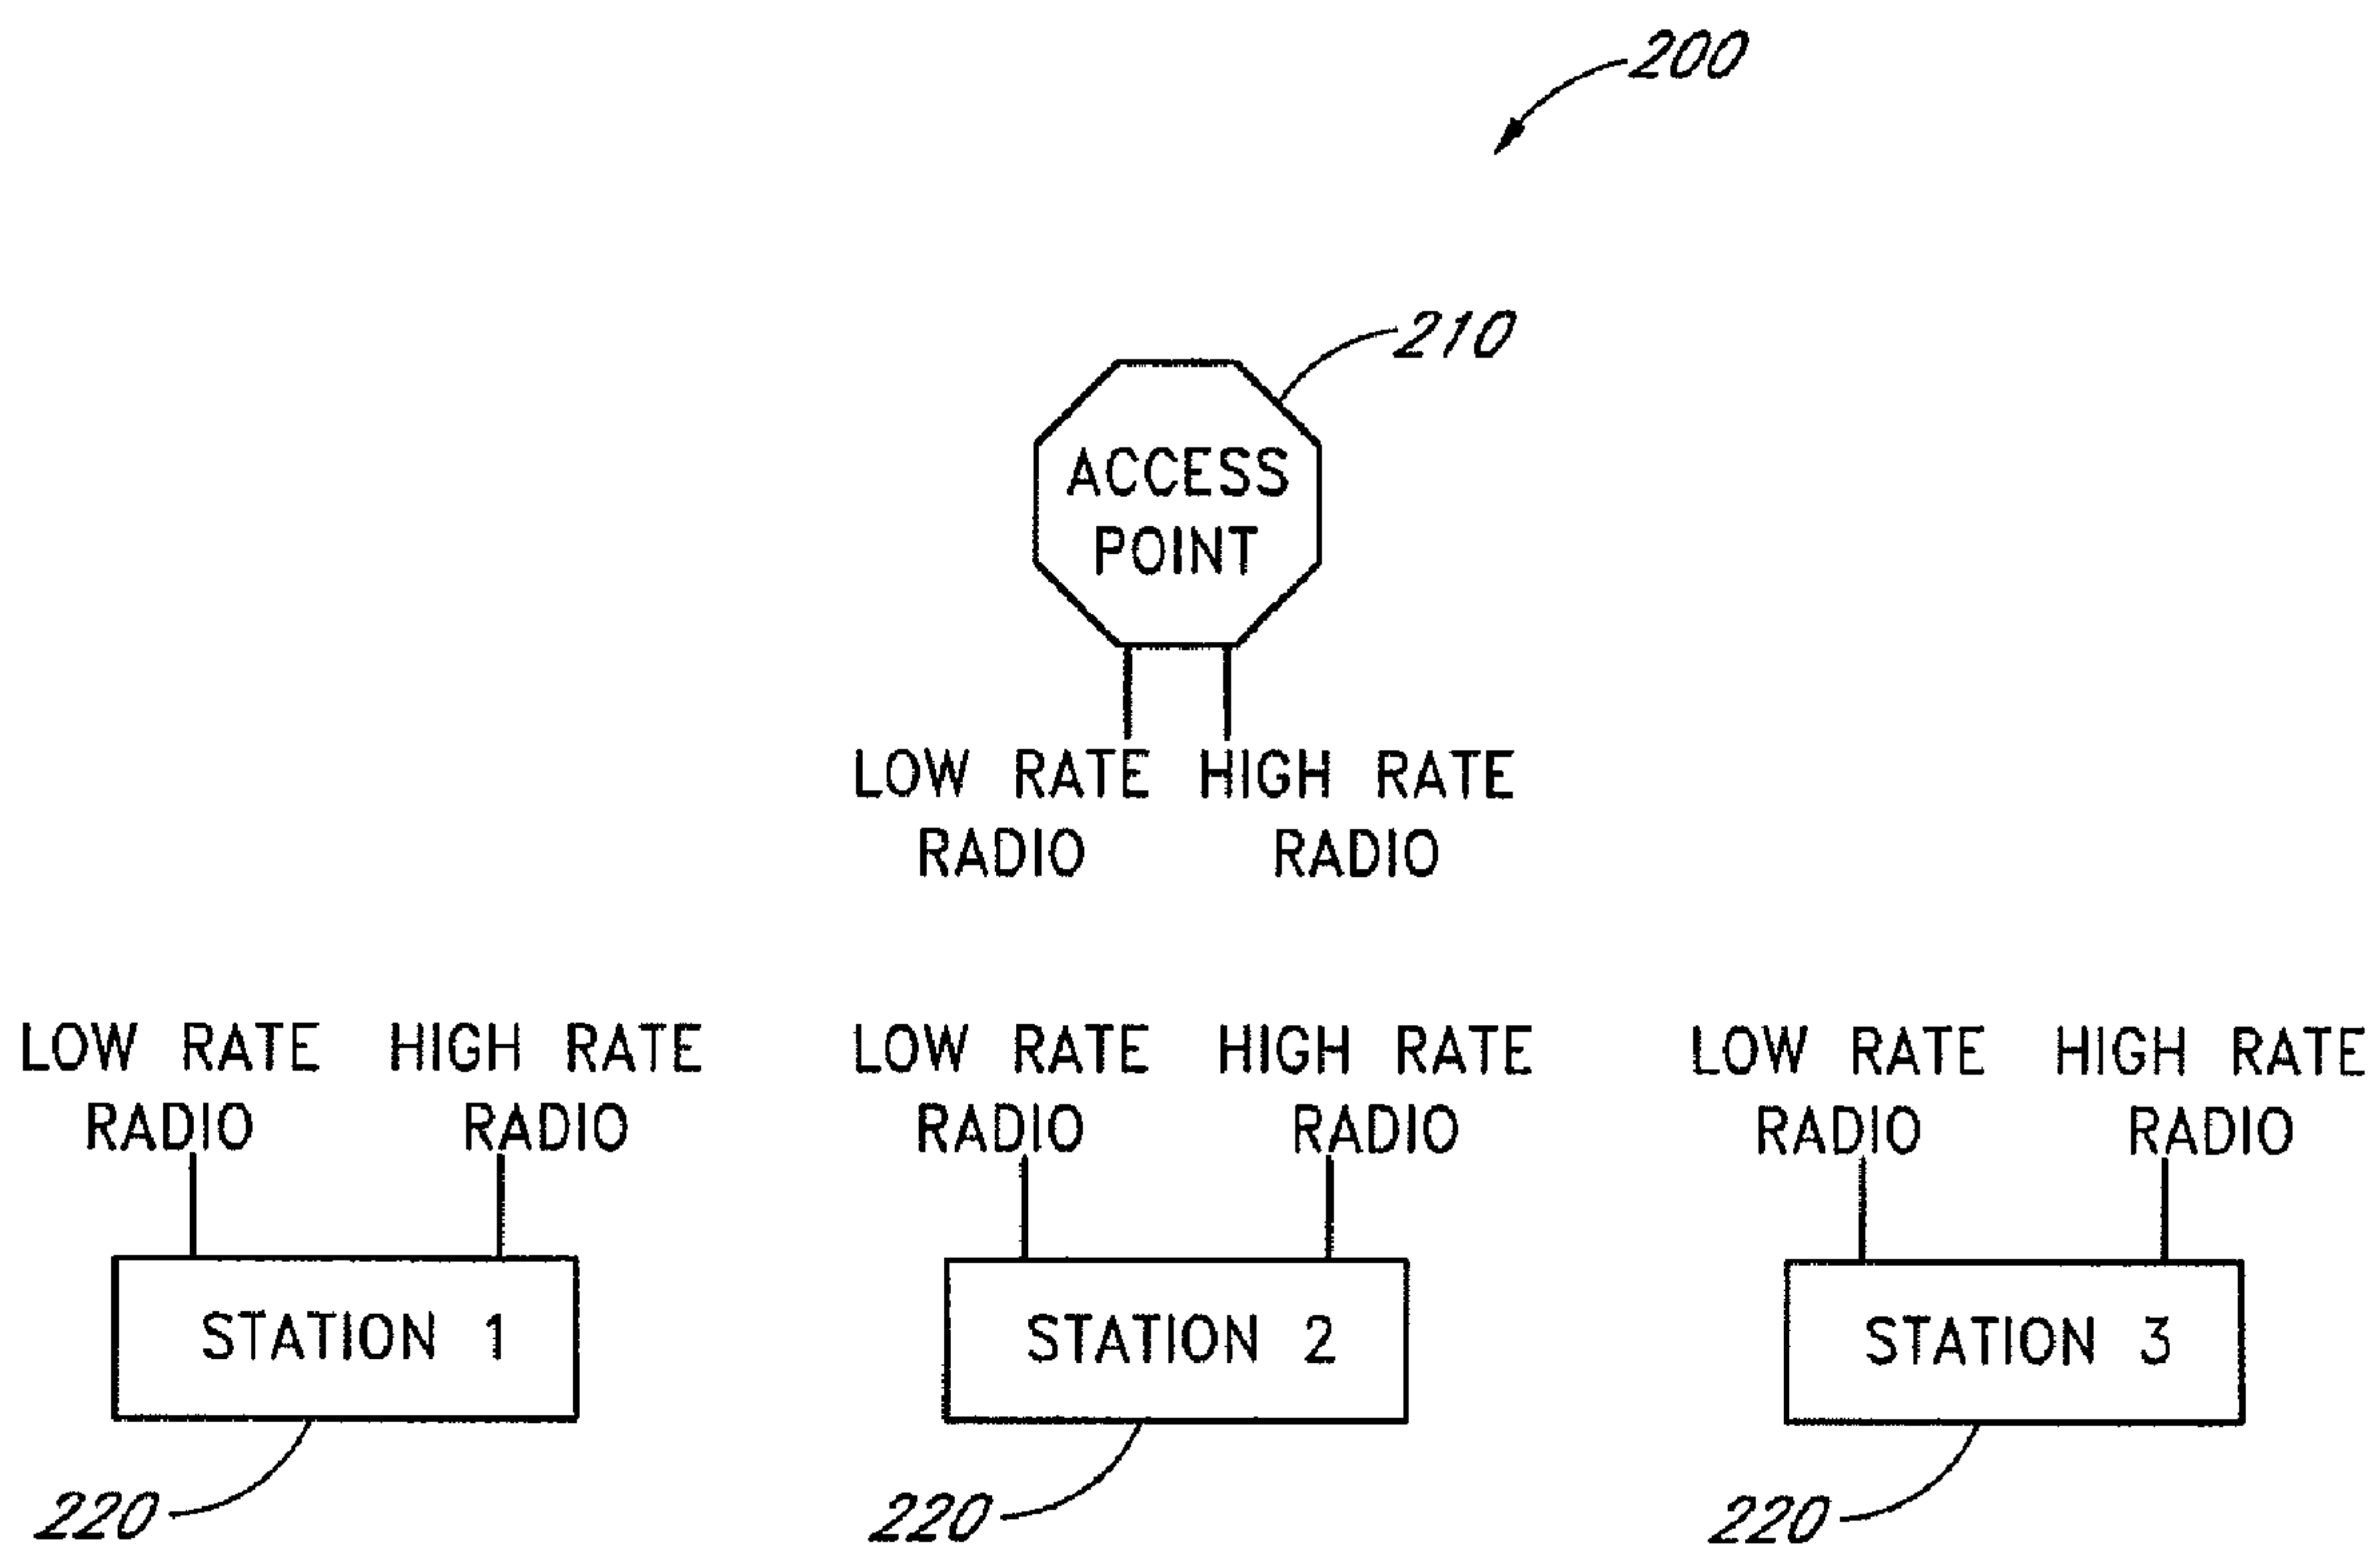 200
210
ACCESS
POINT
LOW RATE HIGH RATE
RADIO RADIO
LOW RATE HIGH RATE LOW RATE HIGH RATE LOW RATE HIGH RATE
RADIO RADIO RADIO RADIO RADIO RADIO
STATION 1 STATION 2 STATION 3
220 220 220